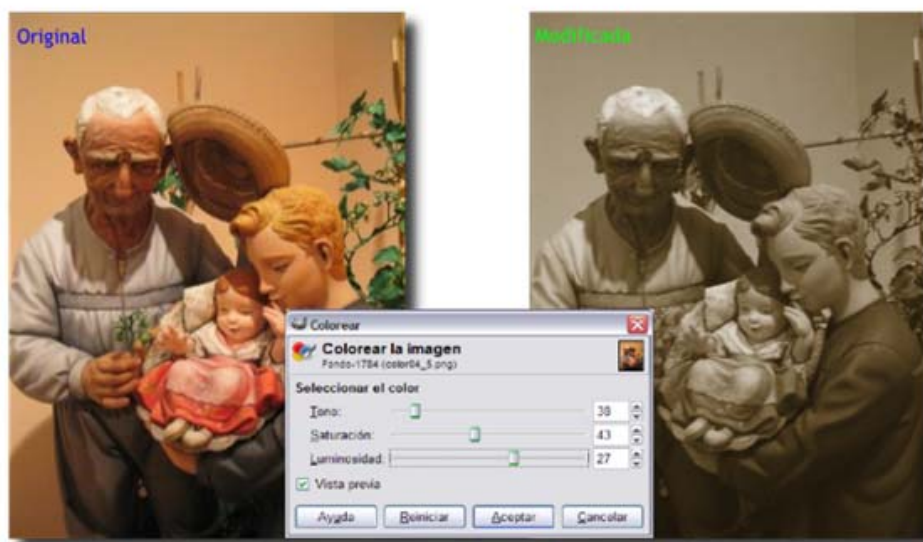 Original
Modificada
Colorear
Colorear la imagen
Fondo-1784 (color04_5.png)
Seleccionar el color
Tono: 38
Saturación: 43
Luminosidad: 27
Vista previa
Ayuda Reiniciar Aceptar Cancelar